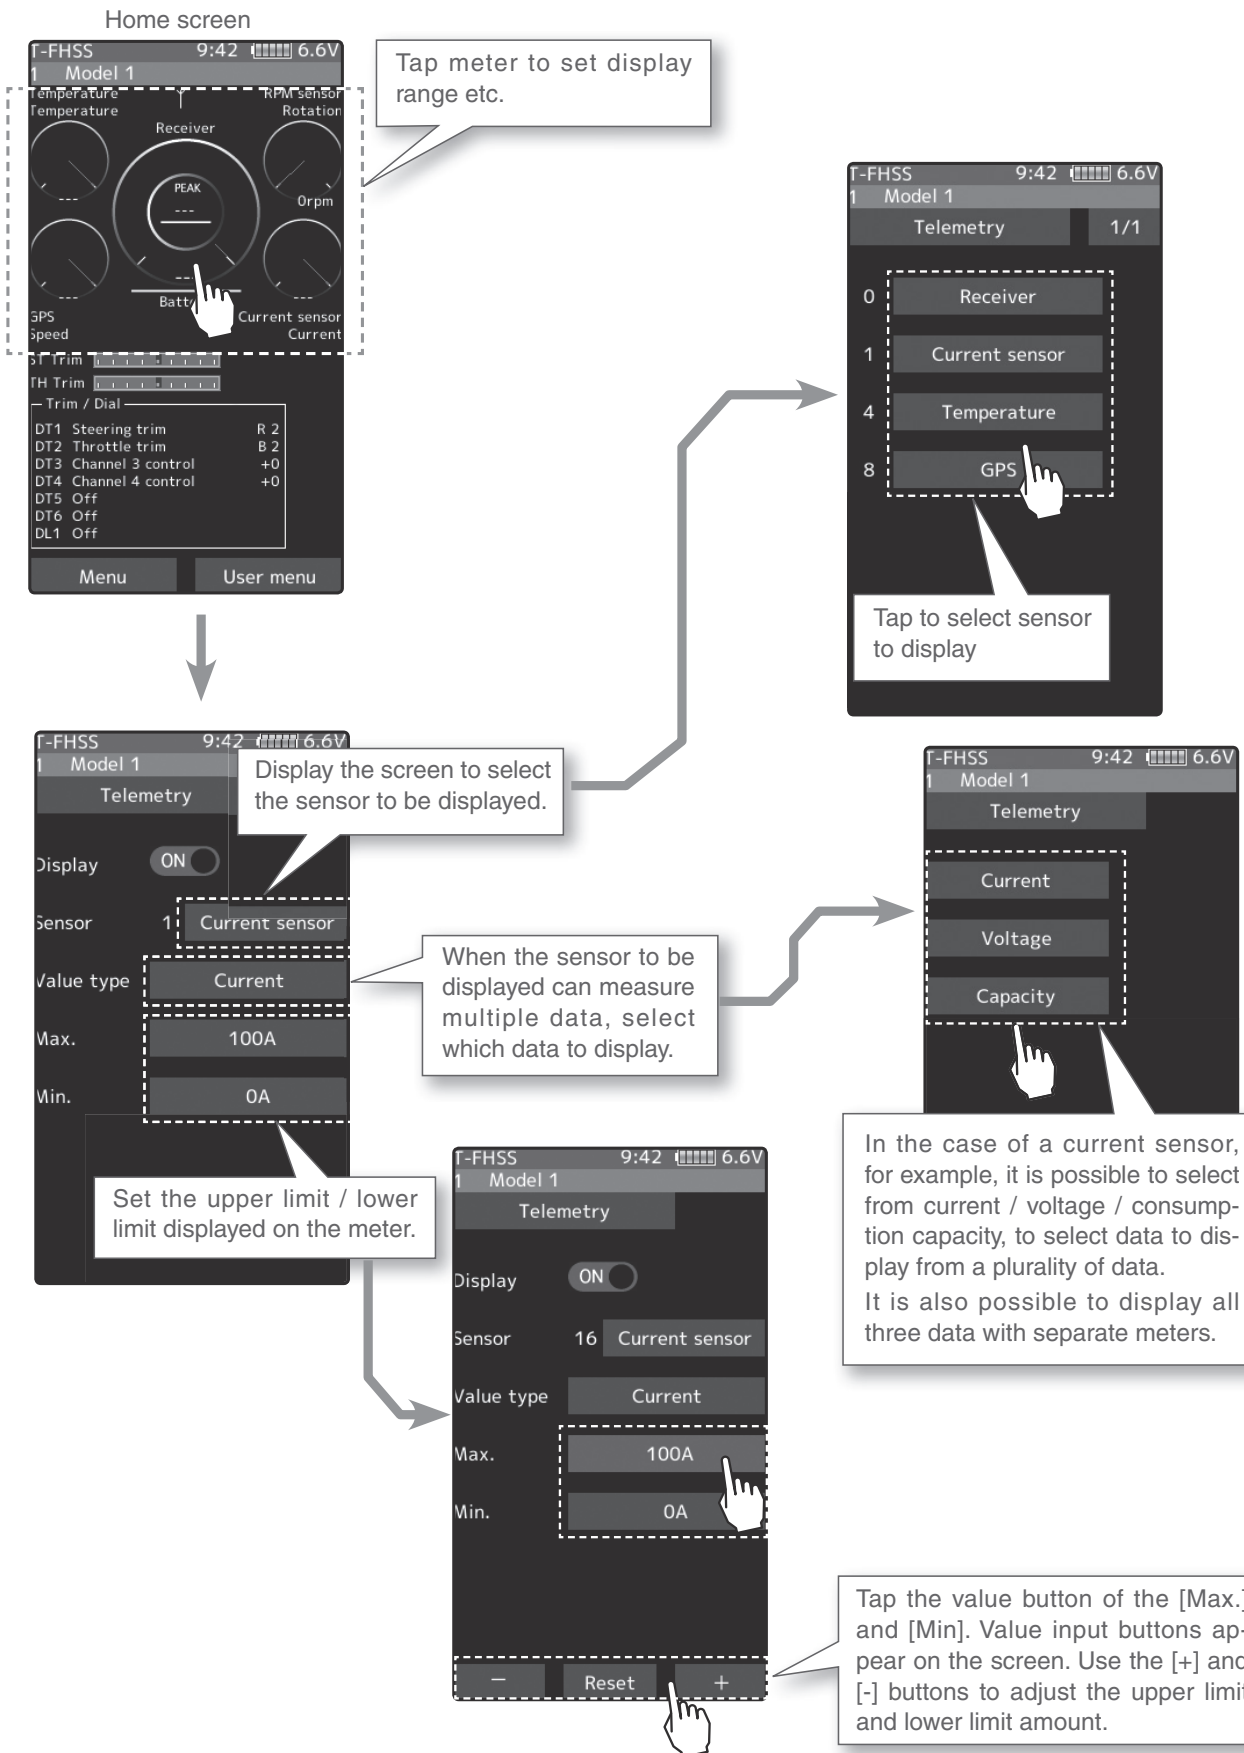 Home screen
T-FHSS 9:42 6.6V
1 Model 1
Temperature
Temperature
RPM sensor
Rotation
Receiver
PEAK
---
---
0rpm
---
---
---
Battery
GPS
Speed
Current sensor
Current
ST Trim
TH Trim
Trim / Dial
DT1 Steering trim R 2
DT2 Throttle trim B 2
DT3 Channel 3 control +0
DT4 Channel 4 control +0
DT5 Off
DT6 Off
DL1 Off
Menu User menu
Tap meter to set display
range etc.
T-FHSS 9:42 6.6V
1 Model 1
Telemetry 1/1
0 Receiver
1 Current sensor
4 Temperature
8 GPS
Tap to select sensor
to display
T-FHSS 9:42 6.6V
1 Model 1
Telemetry
Display ON
Sensor 1 Current sensor
Value type Current
Max. 100A
Min. 0A
Display the screen to select
the sensor to be displayed.
When the sensor to be
displayed can measure
multiple data, select
which data to display.
Set the upper limit / lower
limit displayed on the meter.
T-FHSS 9:42 6.6V
1 Model 1
Telemetry
Current
Voltage
Capacity
In the case of a current sensor,
for example, it is possible to select
from current / voltage / consump-
tion capacity, to select data to dis-
play from a plurality of data.
It is also possible to display all
three data with separate meters.
T-FHSS 9:42 6.6V
1 Model 1
Telemetry
Display ON
Sensor 16 Current sensor
Value type Current
Max. 100A
Min. 0A
- Reset +
Tap the value button of the [Max.]
and [Min]. Value input buttons ap-
pear on the screen. Use the [+] and
[-] buttons to adjust the upper limit
and lower limit amount.